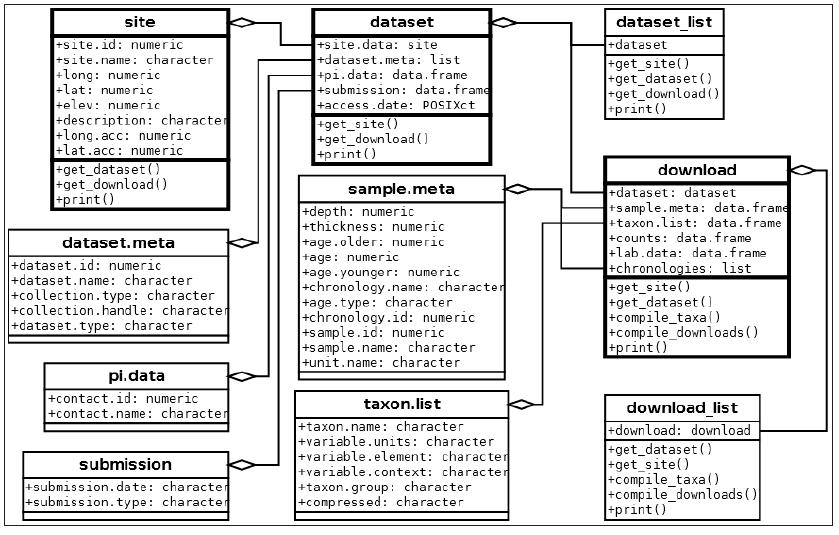 site
+site.id: numeric
+site.name: character
+long: numeric
+lat: numeric
+elev: numeric
+description: character
+long.acc: numeric
+lat.acc: numeric
+get_dataset()
+get_download()
+print()
dataset
+site.data: site
+dataset.meta: list
+pi.data: data.frame
+submission: data.frame
+access.date: POSIXct
+get_site()
+get_download()
+print()
dataset_list
+dataset
+get_site()
+get_dataset()
+get_download()
+print()
dataset.meta
+dataset.id: numeric
+dataset.name: character
+collection.type: character
+collection.handle: character
+dataset.type: character
sample.meta
+depth: numeric
+thickness: numeric
+age.older: numeric
+age: numeric
+age.younger: numeric
+chronology.name: character
+age.type: character
+chronology.id: numeric
+sample.id: numeric
+sample.name: character
+unit.name: character
download
+dataset: dataset
+sample.meta: data.frame
+taxon.list: data.frame
+counts: data.frame
+lab.data: data.frame
+chronologies: list
+get_site()
+get_dataset()
+compile_taxa()
+compile_downloads()
+print()
pi.data
+contact.id: numeric
+contact.name: character
taxon.list
+taxon.name: character
+variable.units: character
+variable.element: character
+variable.context: character
+taxon.group: character
+compressed: character
download_list
+download: download
+get_dataset()
+get_site()
+compile_taxa()
+compile_downloads()
+print()
submission
+submission.date: character
+submission.type: character